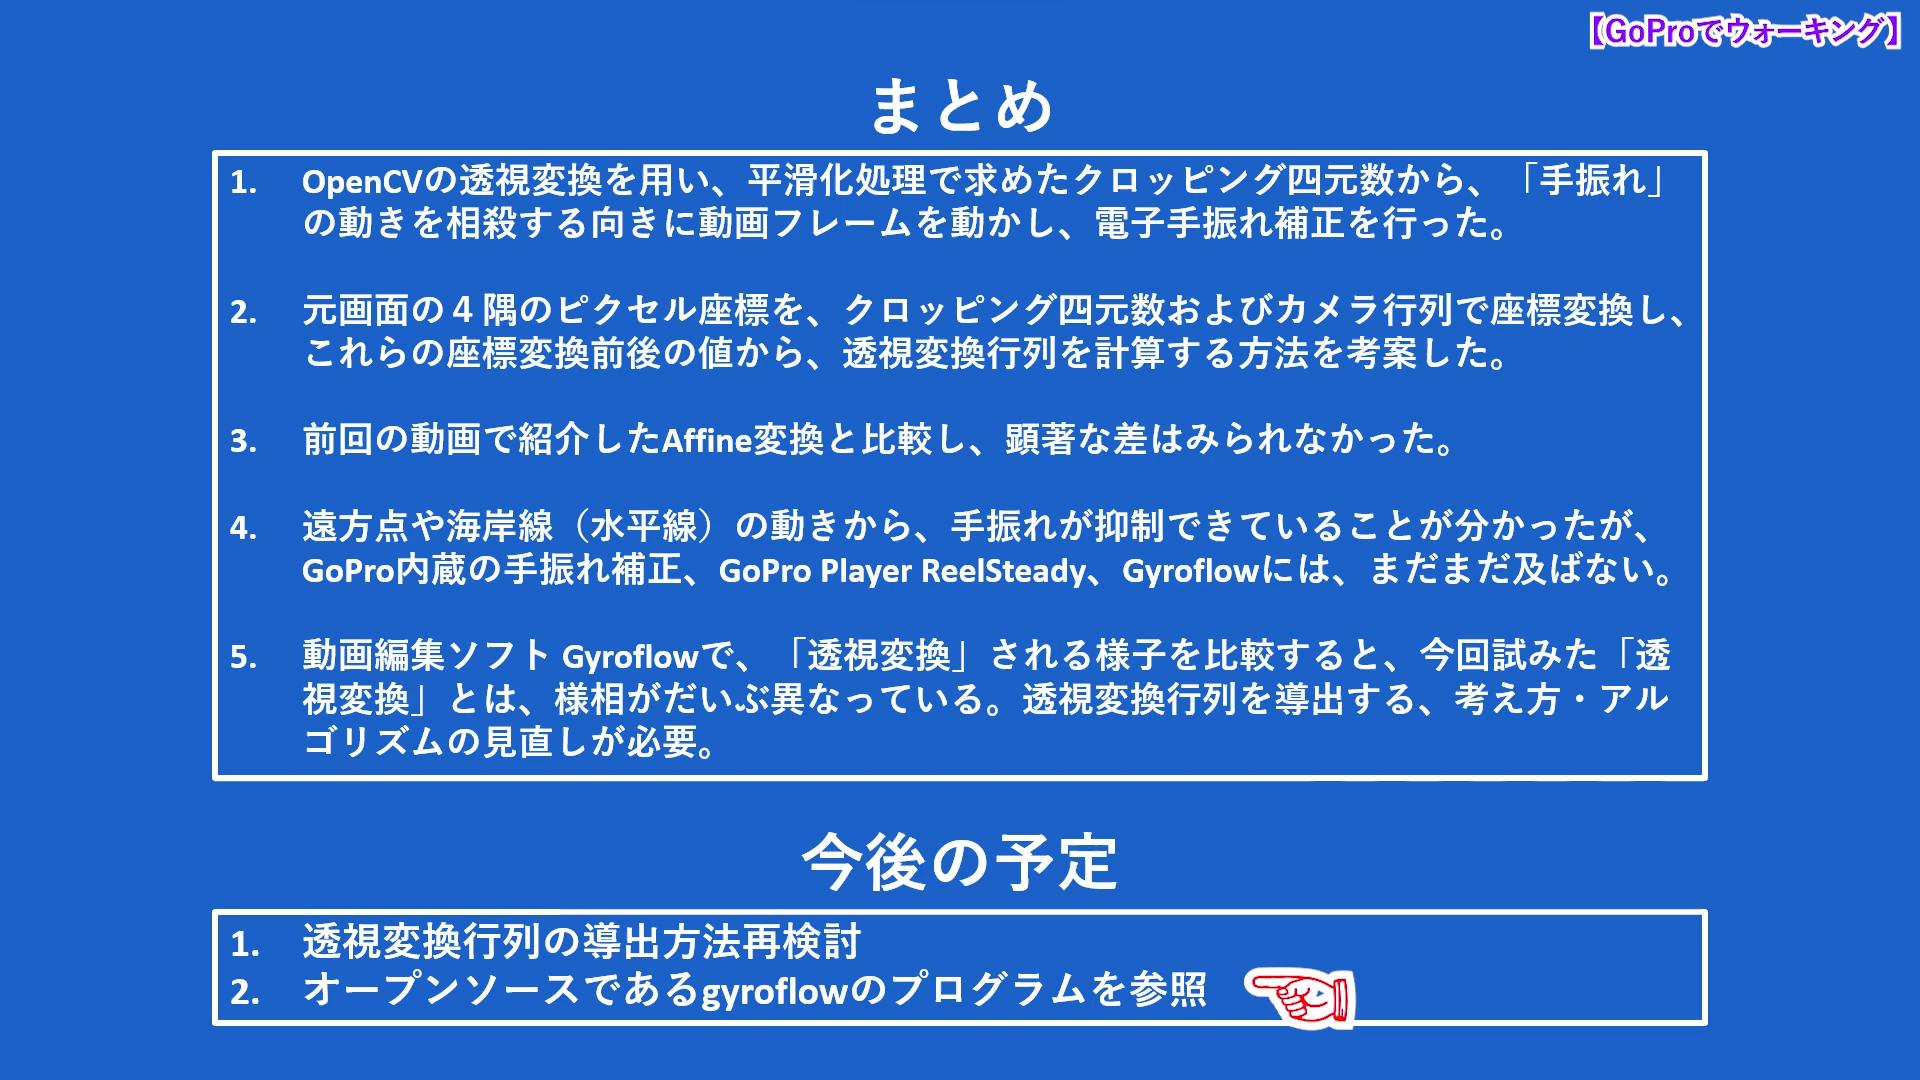 【GoProでウォーキング】
まとめ
1. OpenCVの透視変換を用い、平滑化処理で求めたクロッピング四元数から、「手振れ」
の動きを相殺する向きに動画フレームを動かし、電子手振れ補正を行った。
2. 元画面の４隅のピクセル座標を、クロッピング四元数およびカメラ行列で座標変換し、
これらの座標変換前後の値から、透視変換行列を計算する方法を考案した。
3. 前回の動画で紹介したAffine変換と比較し、顕著な差はみられなかった。
4. 遠方点や海岸線（水平線）の動きから、手振れが抑制できていることが分かったが、
GoPro内蔵の手振れ補正、GoPro Player ReelSteady、Gyroflowには、まだまだ及ばない。
5. 動画編集ソフト Gyroflowで、「透視変換」される様子を比較すると、今回試みた「透
視変換」とは、様相がだいぶ異なっている。透視変換行列を導出する、考え方・アル
ゴリズムの見直しが必要。
今後の予定
1. 透視変換行列の導出方法再検討
2. オープンソースであるgyroflowのプログラムを参照